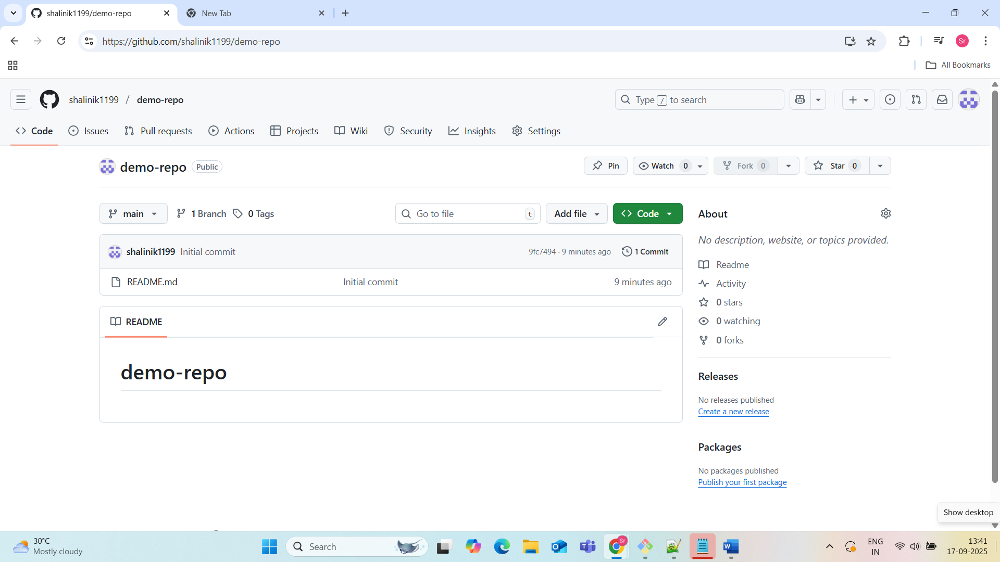 shalinik1199/demo-repo
New Tab
https://github.com/shalinik1199/demo-repo
Sr
All Bookmarks
shalinik1199 / demo-repo
Type / to search
Code
Issues
Pull requests
Actions
Projects
Wiki
Security
Insights
Settings
demo-repo
Public
Pin
Watch 0
Fork 0
Star 0
main
1 Branch
0 Tags
Go to file
t
Add file
Code
shalinik1199 Initial commit
9fc7494 · 9 minutes ago
1 Commit
README.md
Initial commit
9 minutes ago
README
demo-repo
About
No description, website, or topics provided.
Readme
Activity
0 stars
0 watching
0 forks
Releases
No releases published
Create a new release
Packages
No packages published
Publish your first package
Show desktop
30°C
Mostly cloudy
Search
Sr
ENG
IN
13:41
17-09-2025